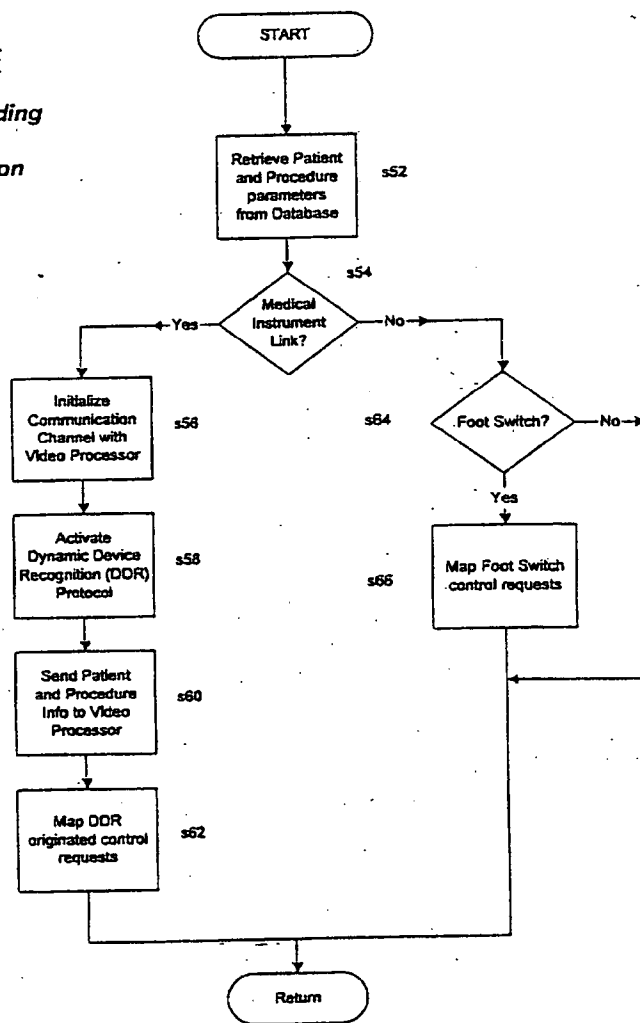 START
ding
on
Retrieve Patient
and Procedure
parameters
from Database
s52
s54
Medical
Instrument
Link?
Yes
No
Initialize
Communication
Channel with
Video Processor
s56
s64
Foot Switch?
No
Yes
Activate
Dynamic Device
Recognition (DDR)
Protocol
s58
Map Foot Switch
control requests
s66
Send Patient
and Procedure
Info to Video
Processor
s60
Map DDR
originated control
requests
s62
Return